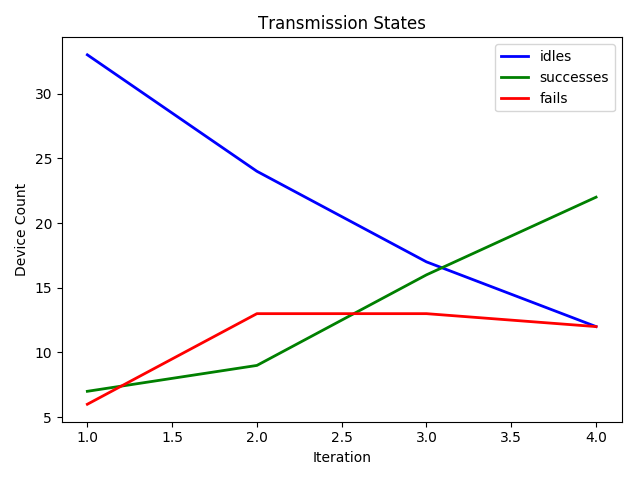 Transmission States
idles
successes
fails
Device Count
30
25
20
15
10
5
1.0 1.5 2.0 2.5 3.0 3.5 4.0
Iteration